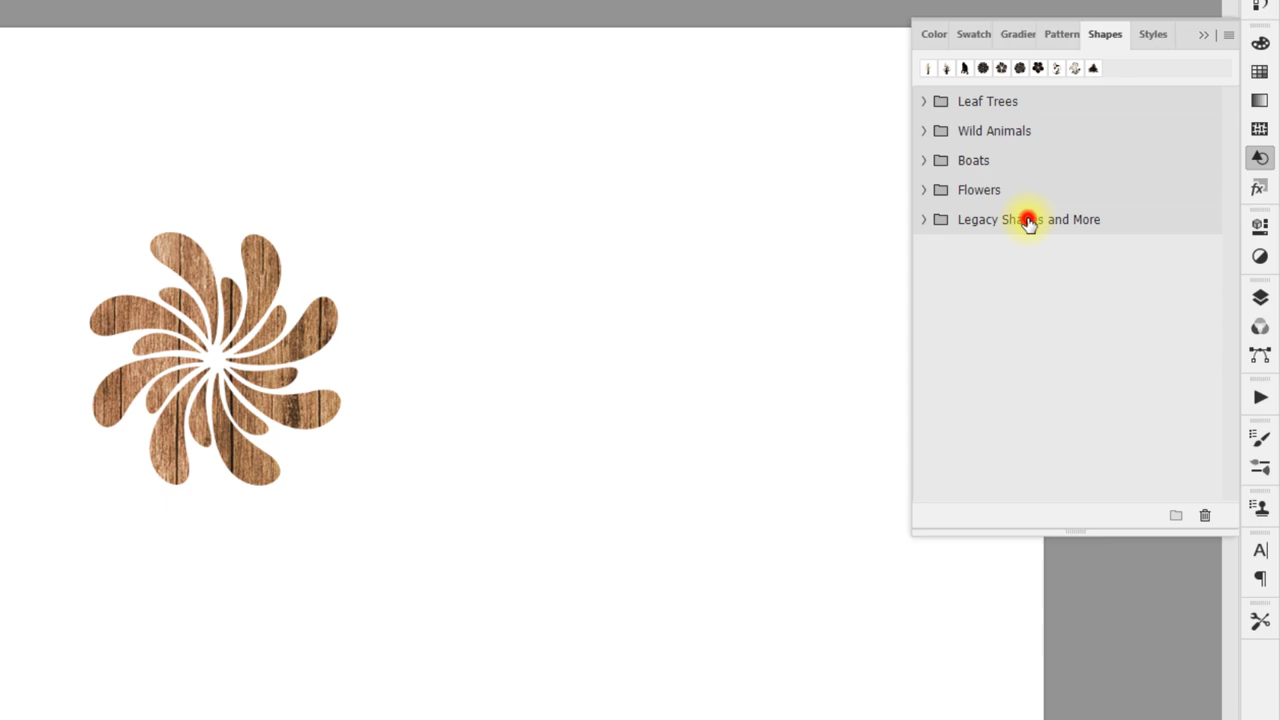 Color Swatch Gradier Pattern Shapes Styles
Leaf Trees
Wild Animals
Boats
Flowers
Legacy Shapes and More